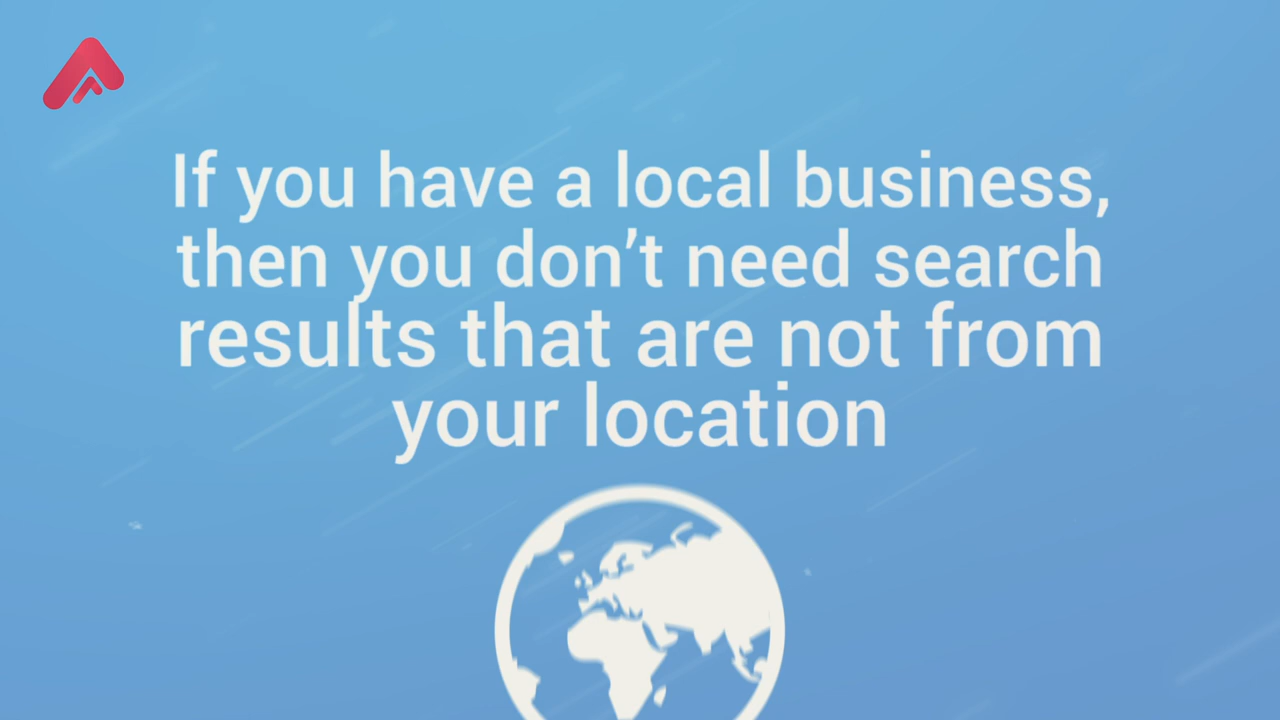 If you have a local business,
then you don’t need search
results that are not from
your location